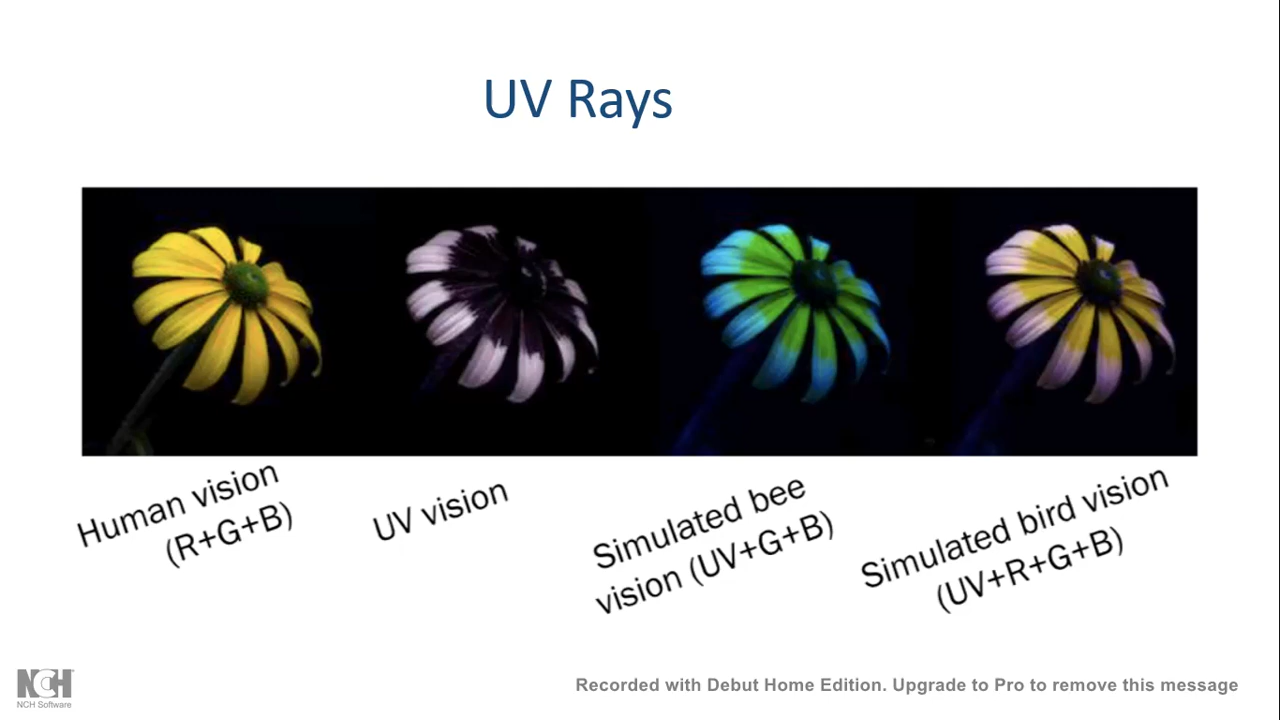 UV Rays
Human vision
(R+G+B)
UV vision
Simulated bee
vision (UV+G+B)
Simulated bird vision
(UV+R+G+B)
NCH
NCH Software
Recorded with Debut Home Edition. Upgrade to Pro to remove this message